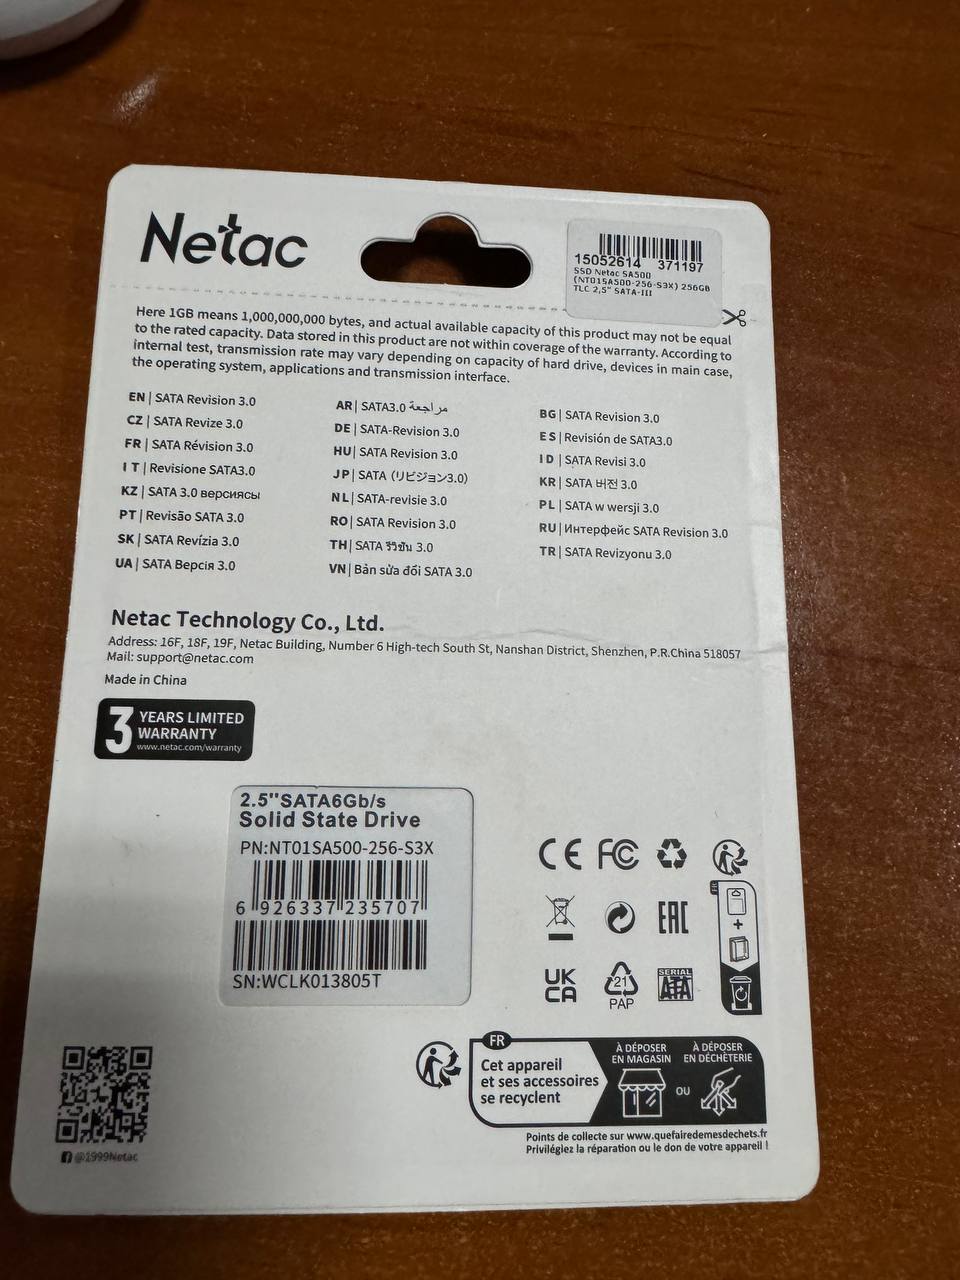 Netac
15052614 371197
SSD Netac SA500
(NT01SA500-256-S3X) 256GB
TLC 2,5" SATA-III
Here 1GB means 1,000,000,000 bytes, and actual available capacity of this product may not be equal
to the rated capacity. Data stored in this product are not within coverage of the warranty. According to
internal test, transmission rate may vary depending on capacity of hard drive, devices in main case,
the operating system, applications and transmission interface.
EN | SATA Revision 3.0
CZ | SATA Revize 3.0
FR | SATA Révision 3.0
IT | Revisione SATA3.0
KZ | SATA 3.0 версиясы
PT | Revisão SATA 3.0
SK | SATA Revízia 3.0
UA | SATA Версія 3.0
AR | SATA3.0 مراجعة
DE | SATA-Revision 3.0
HU | SATA Revision 3.0
JP | SATA (リビジョン3.0)
NL | SATA-revisie 3.0
RO | SATA Revision 3.0
TH | SATA รีวิชัน 3.0
VN | Bản sửa đổi SATA 3.0
BG | SATA Revision 3.0
ES | Revisión de SATA3.0
ID | SATA Revisi 3.0
KR | SATA 버전 3.0
PL | SATA w wersji 3.0
RU | Интерфейс SATA Revision 3.0
TR | SATA Revizyonu 3.0
Netac Technology Co., Ltd.
Address: 16F, 18F, 19F, Netac Building, Number 6 High-tech South St, Nanshan District, Shenzhen, P.R.China 518057
Mail: support@netac.com
Made in China
3 YEARS LIMITED
WARRANTY
www.netac.com/warranty
2.5"SATA6Gb/s
Solid State Drive
PN:NT01SA500-256-S3X
6 926337 235707
SN:WCLK013805T
CE FC
FR
EAC
UK
CA
21
PAP
SERIAL
ATA
@1999Netac
FR
Cet appareil
et ses accessoires
se recyclent
À DÉPOSER
EN MAGASIN
OU
À DÉPOSER
EN DÉCHÈTERIE
Points de collecte sur www.quefairedemesdechets.fr
Privilégiez la réparation ou le don de votre appareil !